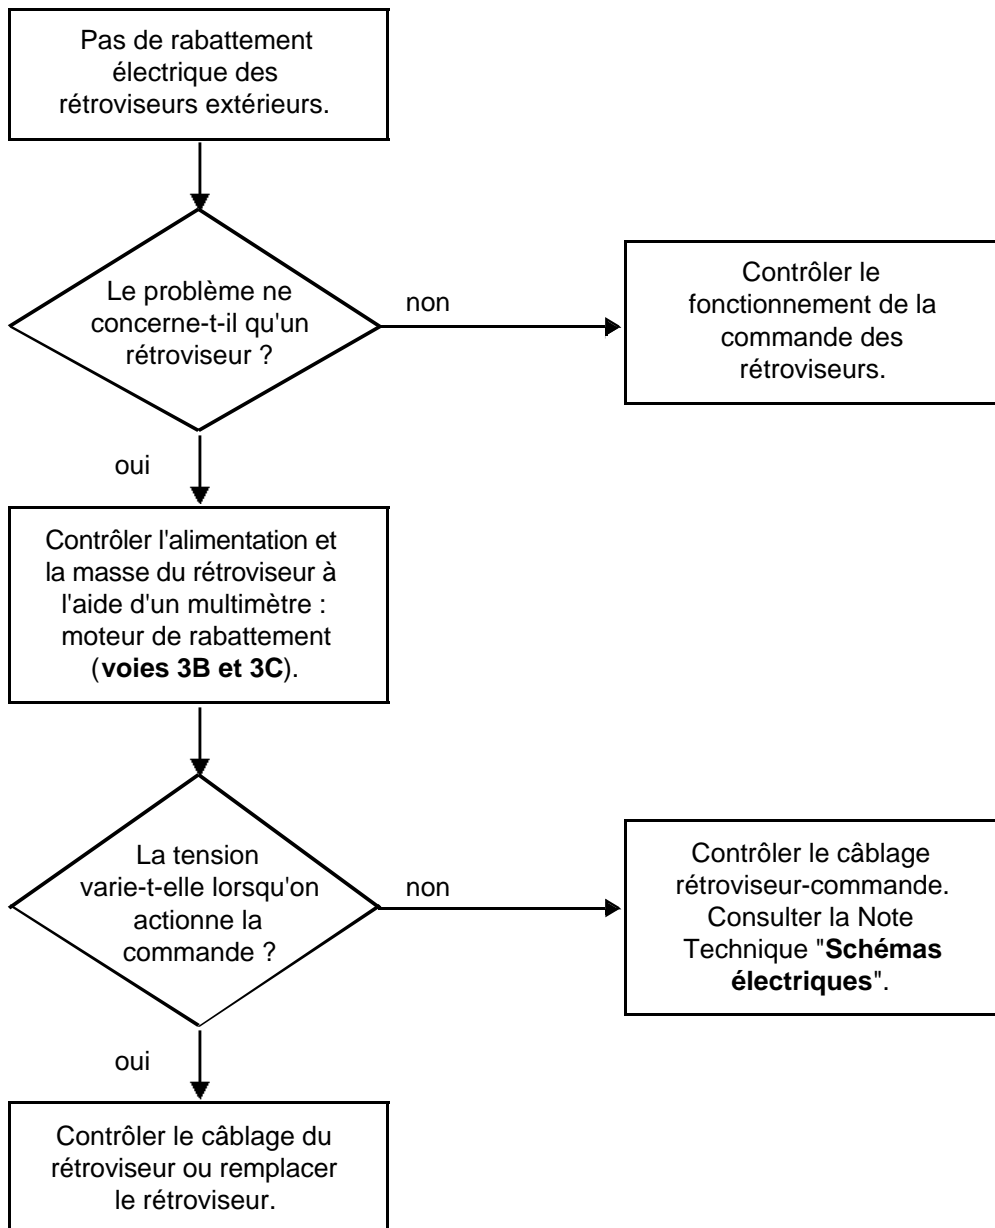 Pas de rabattement
électrique des
rétroviseurs extérieurs.
Le problème ne
concerne-t-il qu'un
rétroviseur ?
non
Contrôler le
fonctionnement de la
commande des
rétroviseurs.
oui
Contrôler l'alimentation et
la masse du rétroviseur à
l'aide d'un multimètre :
moteur de rabattement
(voies 3B et 3C).
La tension
varie-t-elle lorsqu'on
actionne la
commande ?
non
Contrôler le câblage
rétroviseur-commande.
Consulter la Note
Technique "Schémas
électriques".
oui
Contrôler le câblage du
rétroviseur ou remplacer
le rétroviseur.